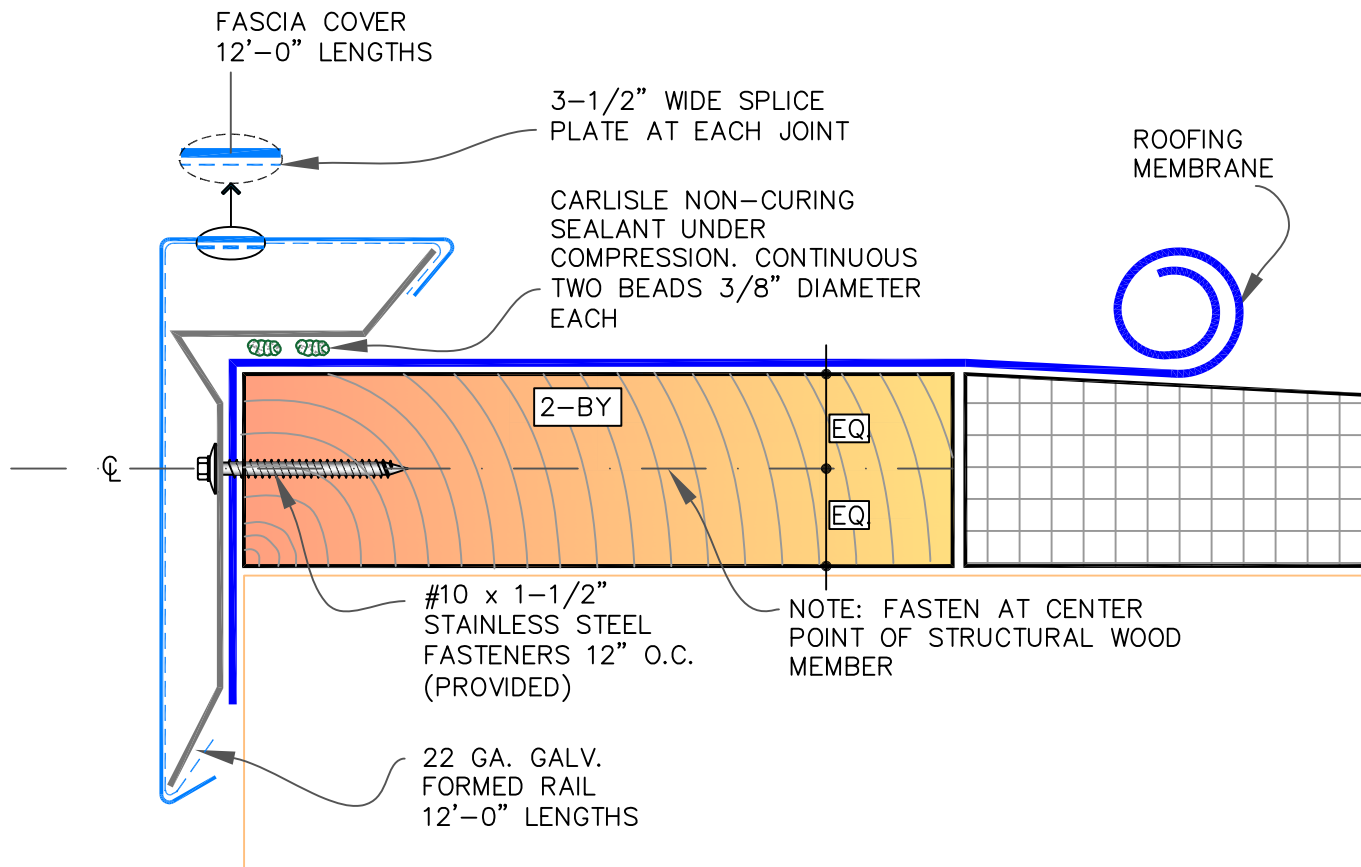 FASCIA COVER
12'-0" LENGTHS
3-1/2" WIDE SPLICE
PLATE AT EACH JOINT
ROOFING
MEMBRANE
CARLISLE NON-CURING
SEALANT UNDER
COMPRESSION. CONTINUOUS
TWO BEADS 3/8" DIAMETER
EACH
2-BY
EQ.
℄
EQ.
#10 x 1-1/2"
STAINLESS STEEL
FASTENERS 12" O.C.
(PROVIDED)
NOTE: FASTEN AT CENTER
POINT OF STRUCTURAL WOOD
MEMBER
22 GA. GALV.
FORMED RAIL
12'-0" LENGTHS